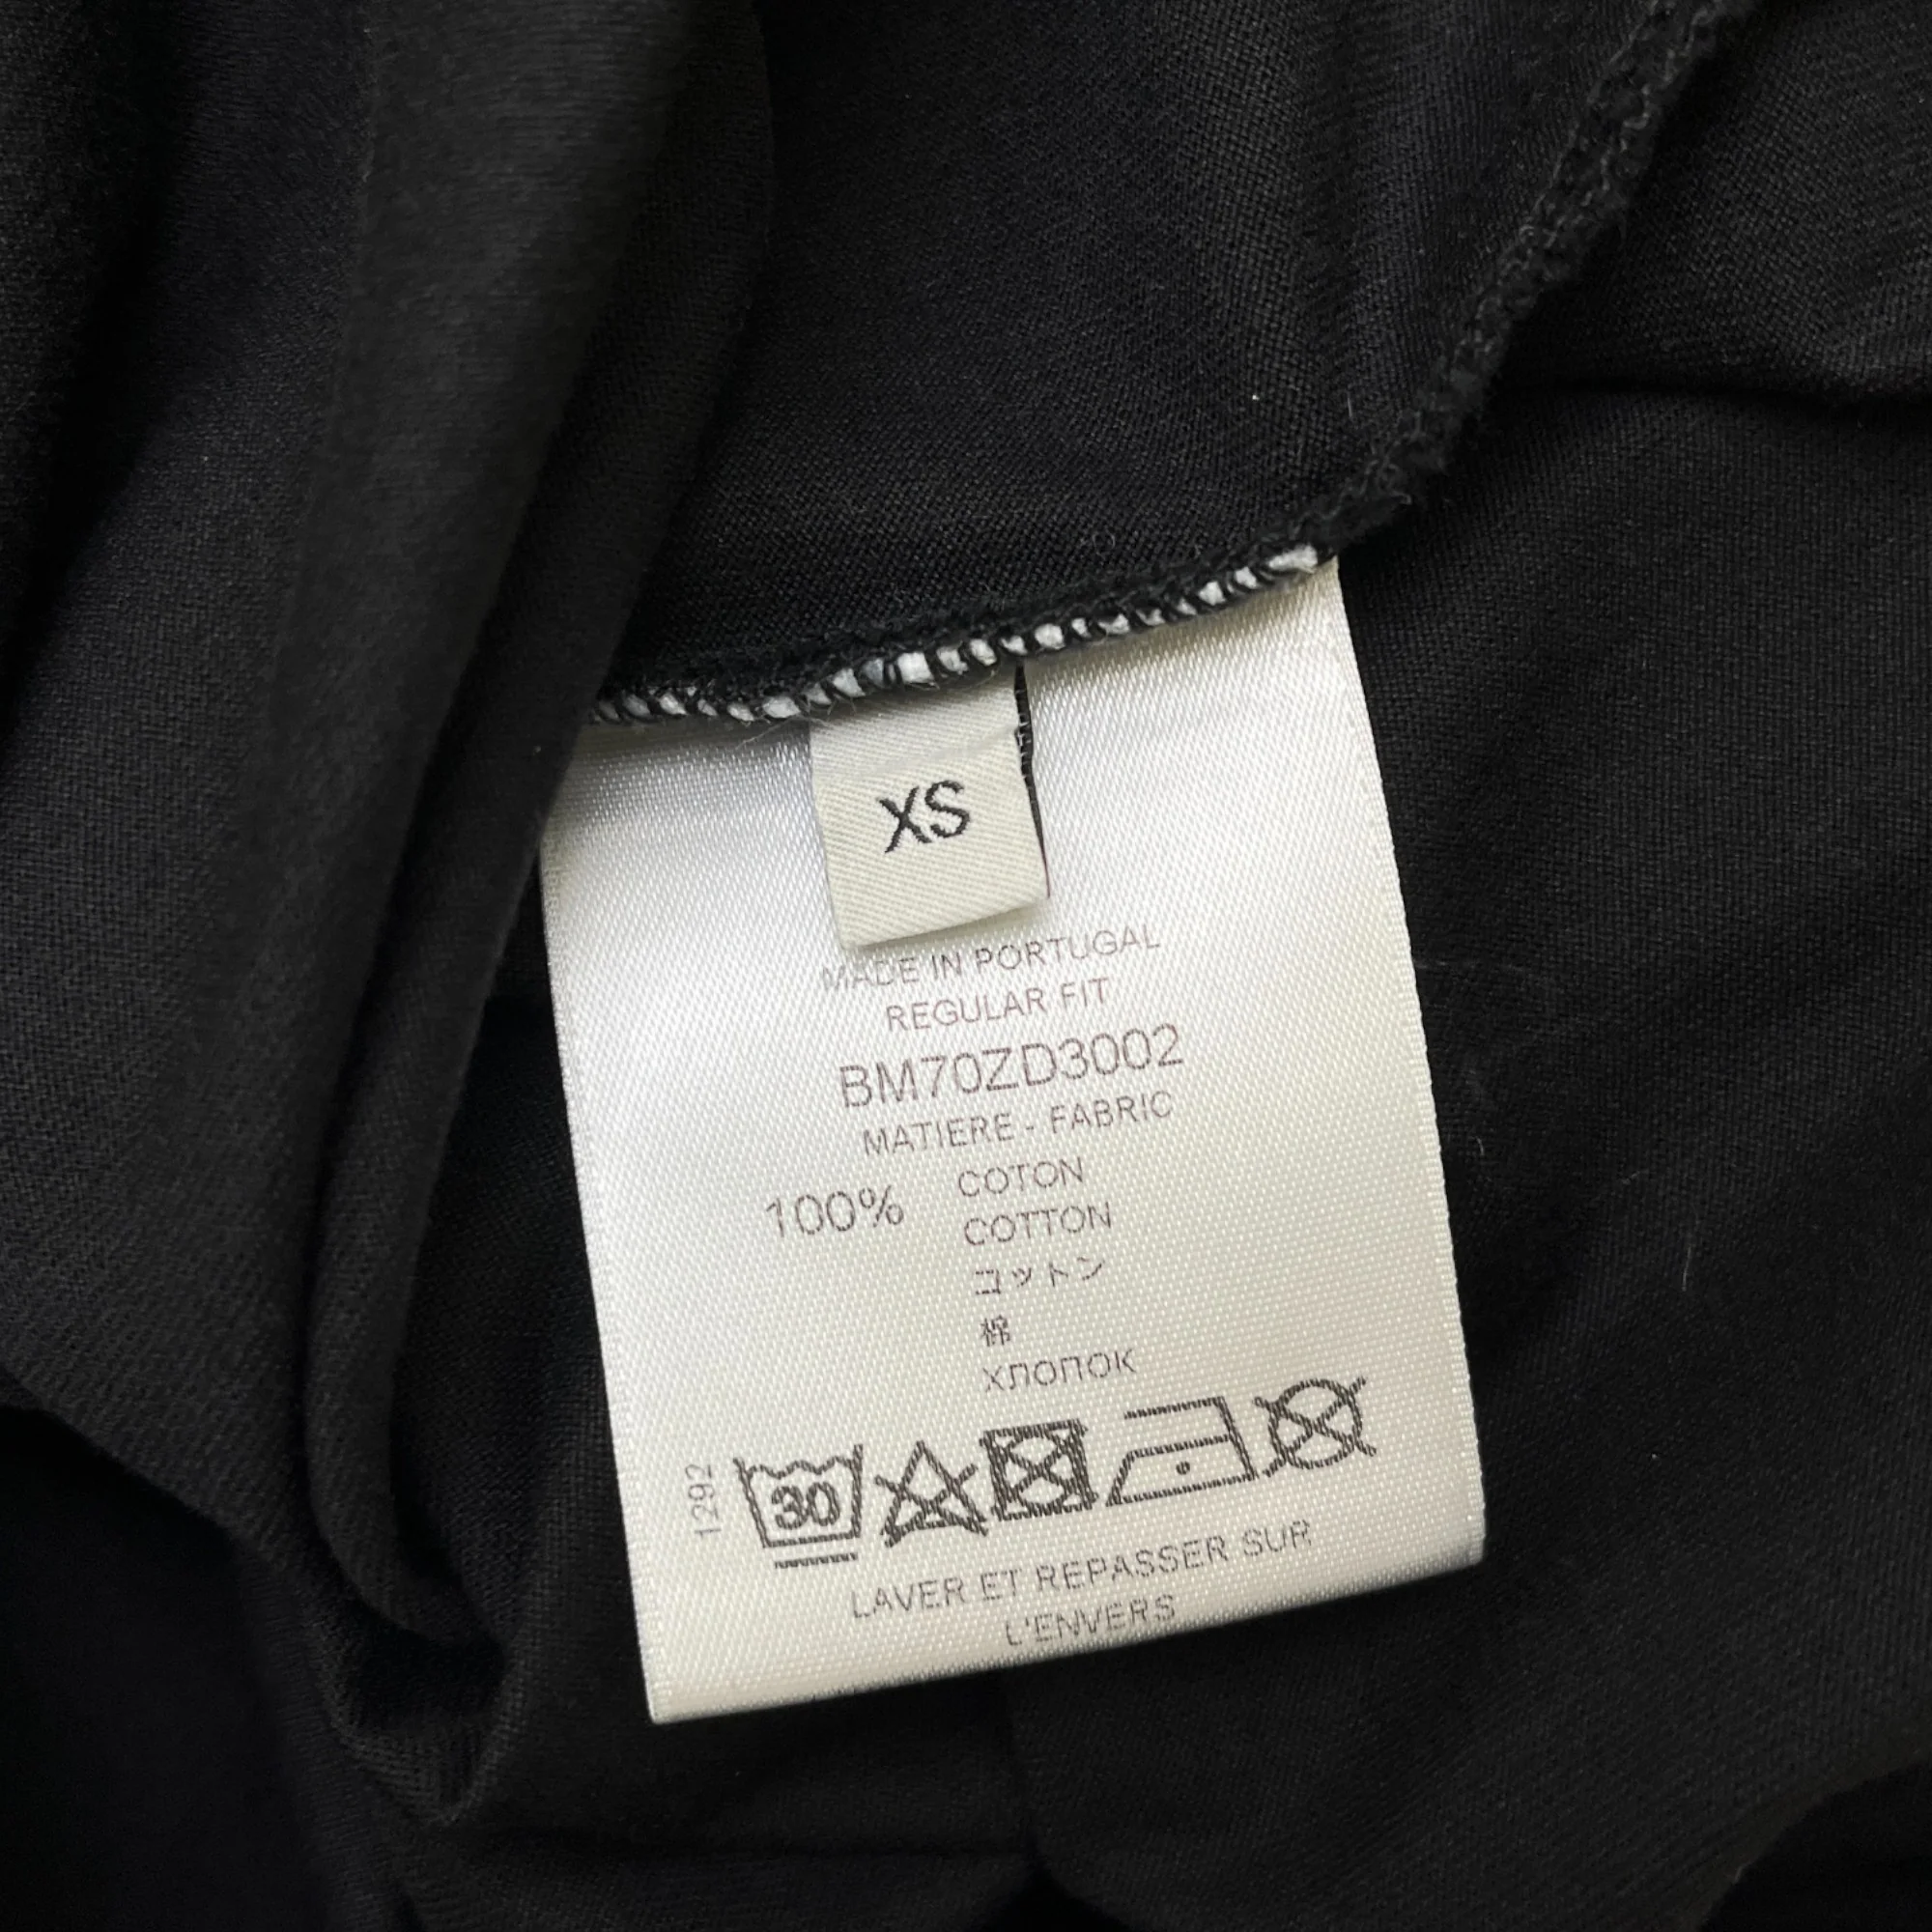 XS
MADE IN PORTUGAL
REGULAR FIT
BM70ZD3002
MATIERE - FABRIC
100% COTON
COTTON
コットン
棉
ХЛОПОК
1292
30
LAVER ET REPASSER SUR
L'ENVERS